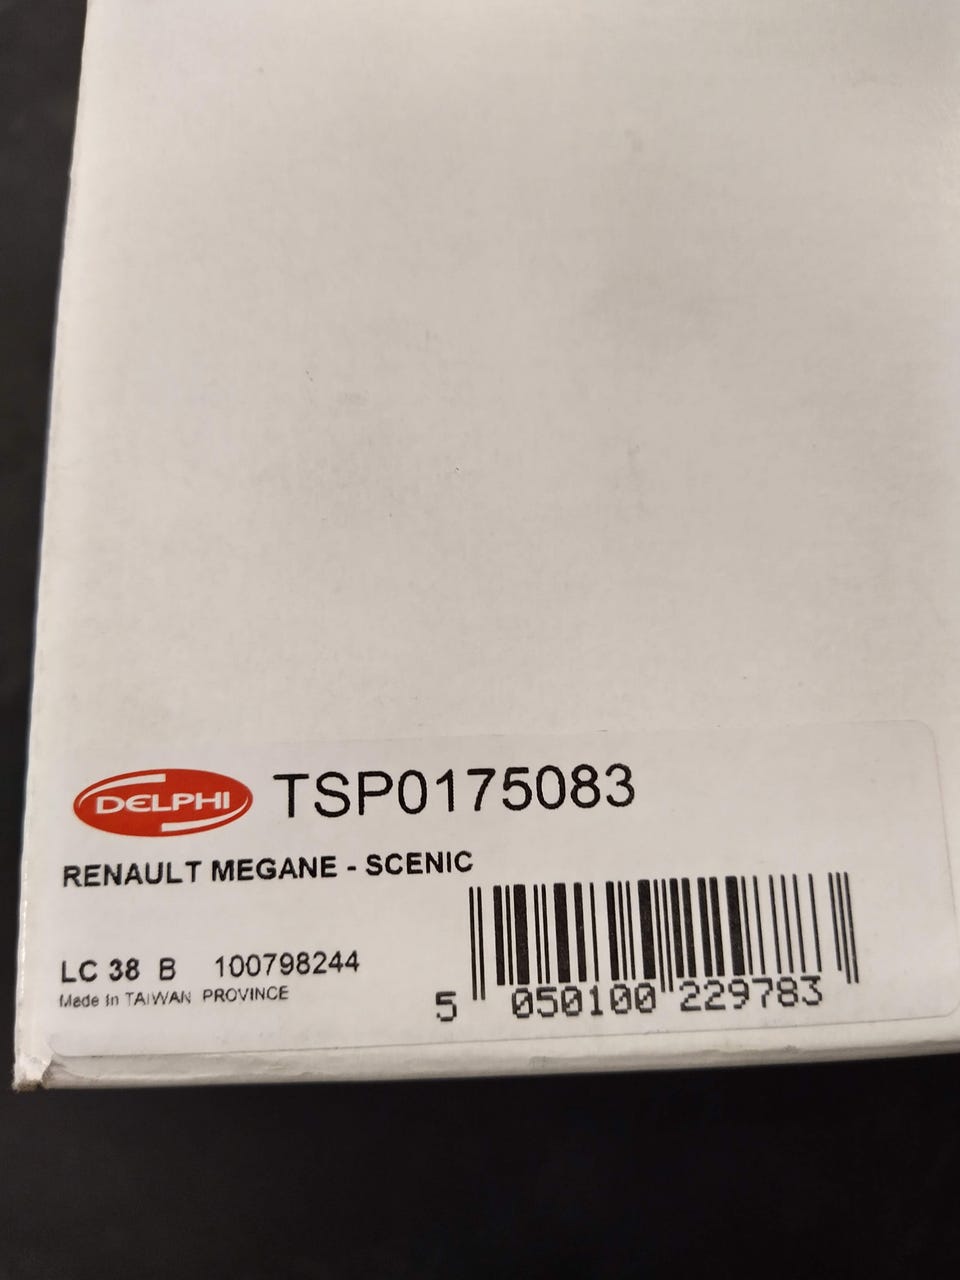 DELPHI TSP0175083
RENAULT MEGANE - SCENIC
LC 38 B 100798244
Made in TAIWAN PROVINCE
5 050100 229783